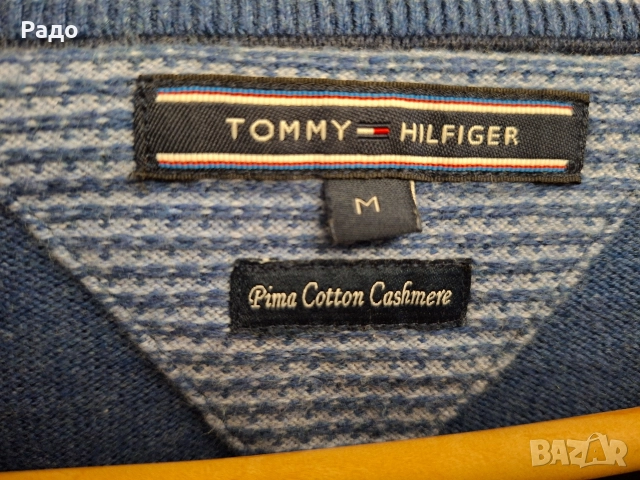 Радо
TOMMY HILFIGER
M
Pima Cotton Cashmere
BAZAR